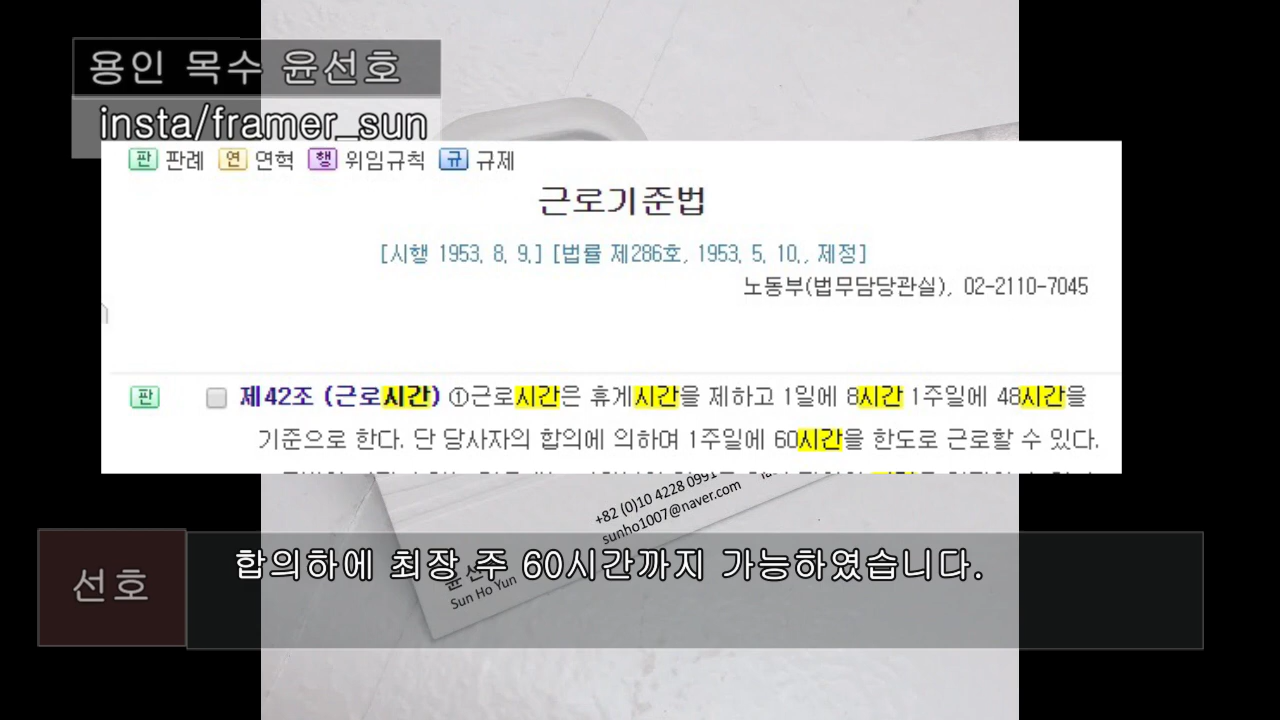 용인 목수 윤선호
insta/framer_sun
판 판례 연 연혁 행 위임규칙 규 규제
근로기준법
[시행 1953. 8. 9.] [법률 제286호, 1953. 5. 10., 제정]
노동부(법무담당관실), 02-2110-7045
판 제42조 (근로시간) ①근로시간은 휴게시간을 제하고 1일에 8시간 1주일에 48시간을
기준으로 한다. 단 당사자의 합의에 의하여 1주일에 60시간을 한도로 근로할 수 있다.
+82 (0)10 4228 0991
sunho1007@naver.com
선호
합의하에 최장 주 60시간까지 가능하였습니다.
윤선
Sun Ho Yun